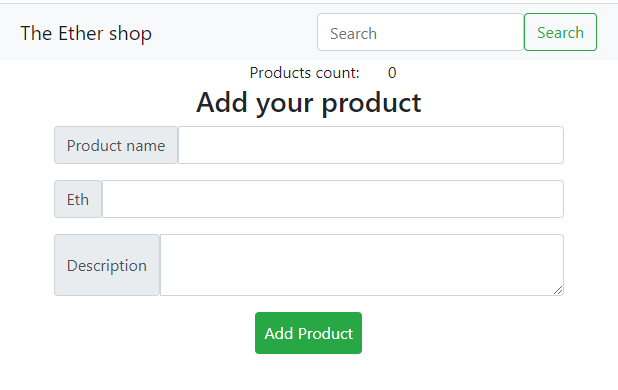 The Ether shop Search Search
Products count: 0
Add your product
Product name
Eth
Description
Add Product